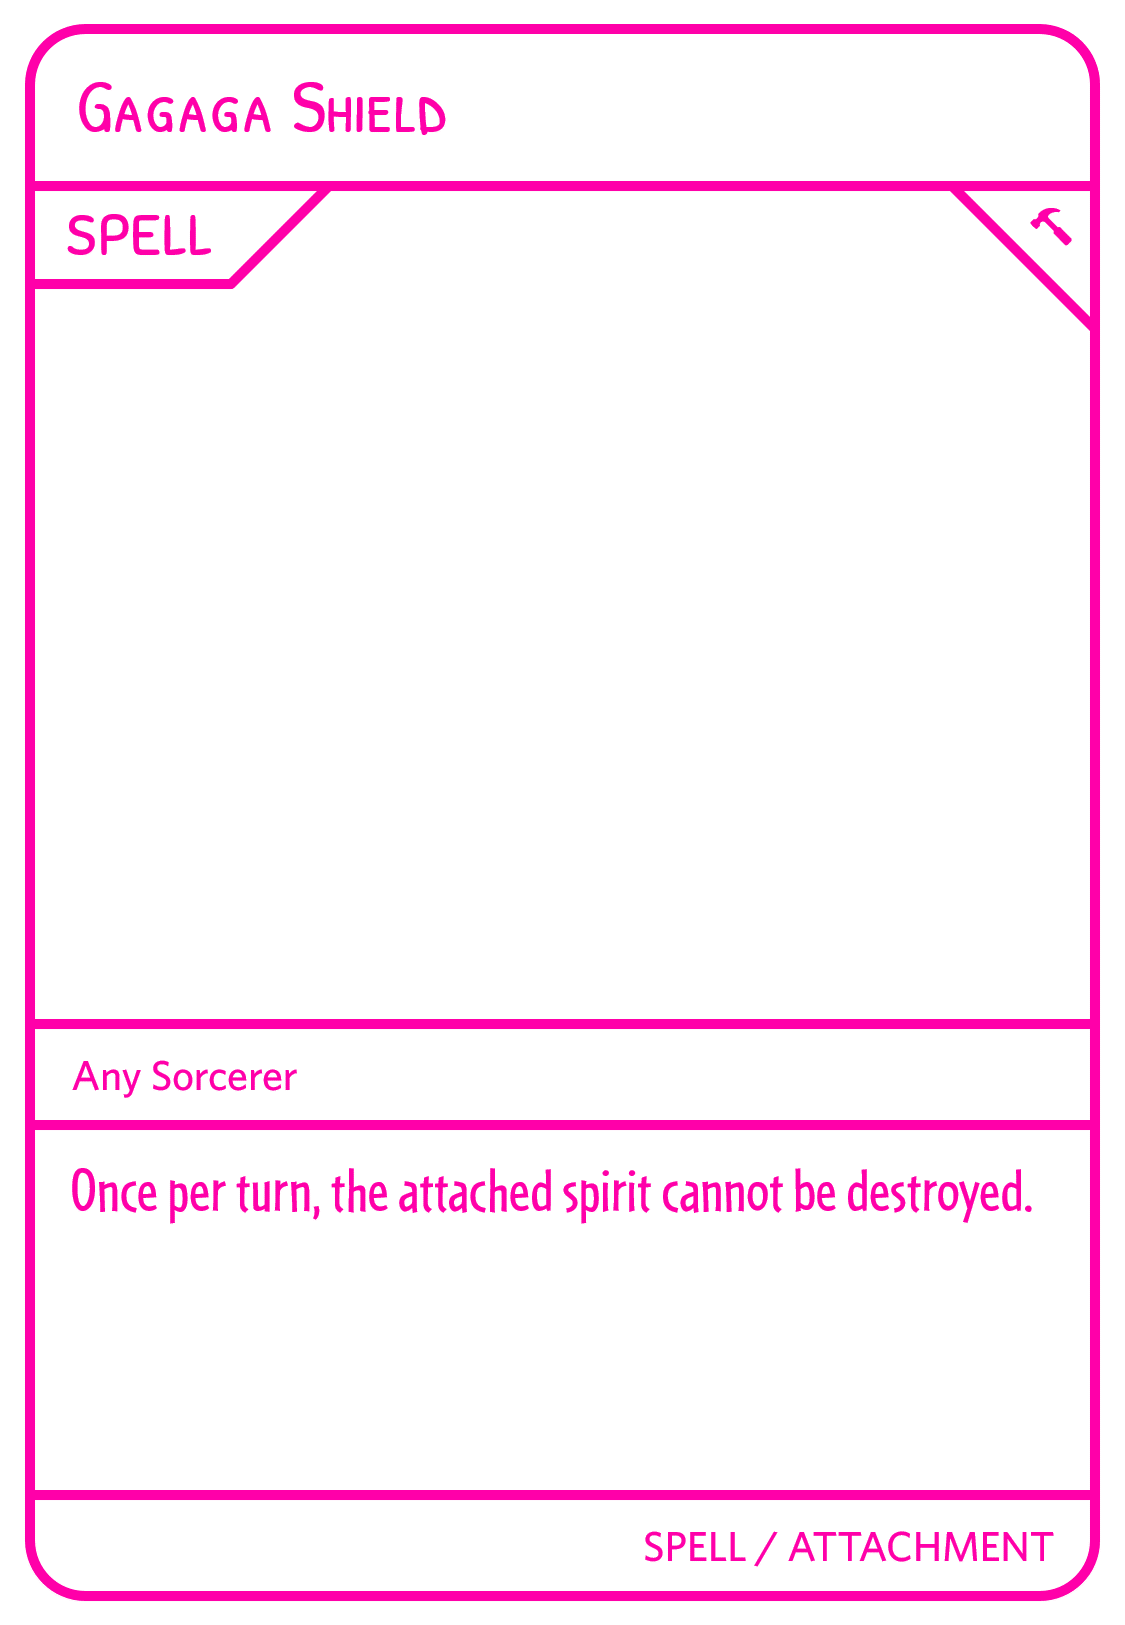 Gagaga Shield
SPELL
Any Sorcerer
Once per turn, the attached spirit cannot be destroyed.
SPELL / ATTACHMENT